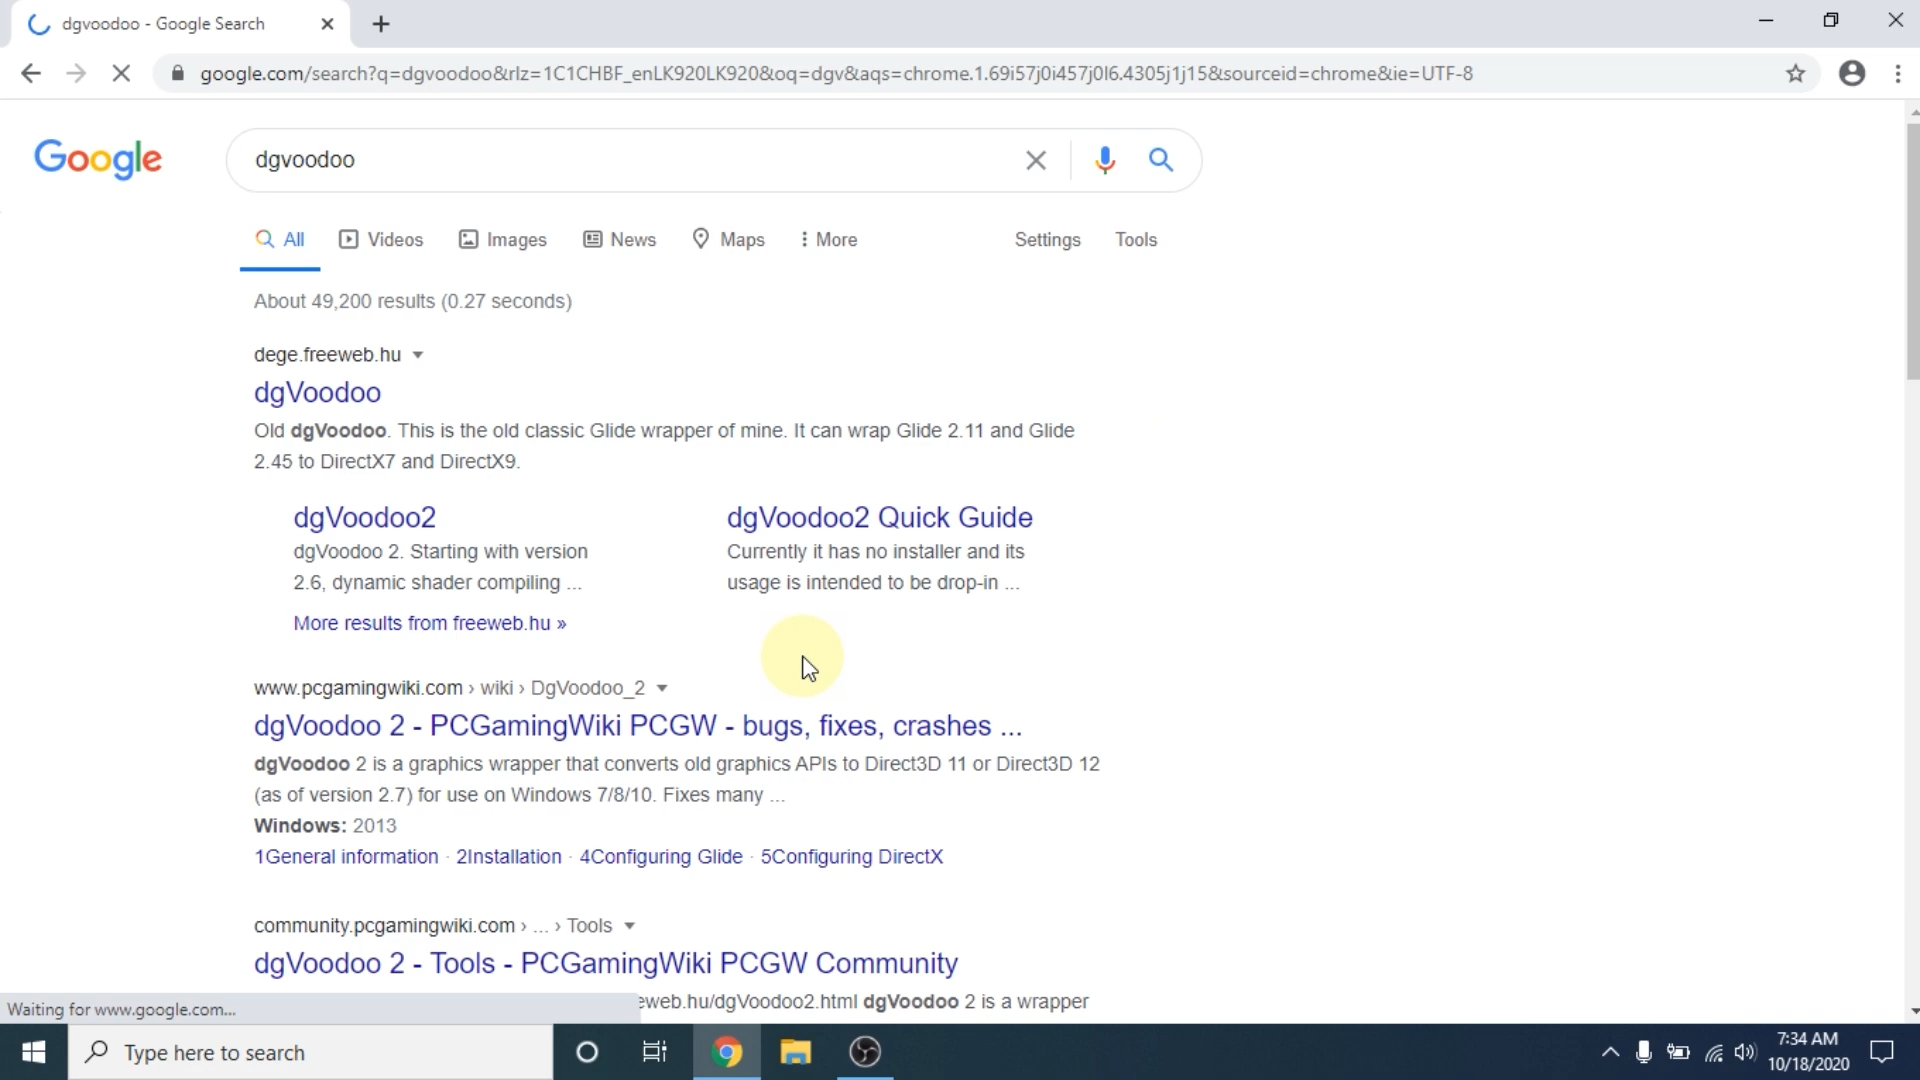 dgvoodoo - Google Search
google.com/search?q=dgvoodoo&rlz=1C1CHBF_enLK920LK920&oq=dgv&aqs=chrome.1.69i57j0i457j0l6.4305j1j15&sourceid=chrome&ie=UTF-8
Google
dgvoodoo
All Videos Images News Maps More Settings Tools
About 49,200 results (0.27 seconds)
dege.freeweb.hu
dgVoodoo
Old dgVoodoo. This is the old classic Glide wrapper of mine. It can wrap Glide 2.11 and Glide
2.45 to DirectX7 and DirectX9.
dgVoodoo2 dgVoodoo2 Quick Guide
dgVoodoo 2. Starting with version Currently it has no installer and its
2.6, dynamic shader compiling ... usage is intended to be drop-in ...
More results from freeweb.hu »
www.pcgamingwiki.com › wiki › DgVoodoo_2
dgVoodoo 2 - PCGamingWiki PCGW - bugs, fixes, crashes ...
dgVoodoo 2 is a graphics wrapper that converts old graphics APIs to Direct3D 11 or Direct3D 12
(as of version 2.7) for use on Windows 7/8/10. Fixes many ...
Windows: 2013
1General information · 2Installation · 4Configuring Glide · 5Configuring DirectX
community.pcgamingwiki.com › ... › Tools
dgVoodoo 2 - Tools - PCGamingWiki PCGW Community
eweb.hu/dgVoodoo2.html dgVoodoo 2 is a wrapper
Waiting for www.google.com...
Type here to search
7:34 AM
10/18/2020